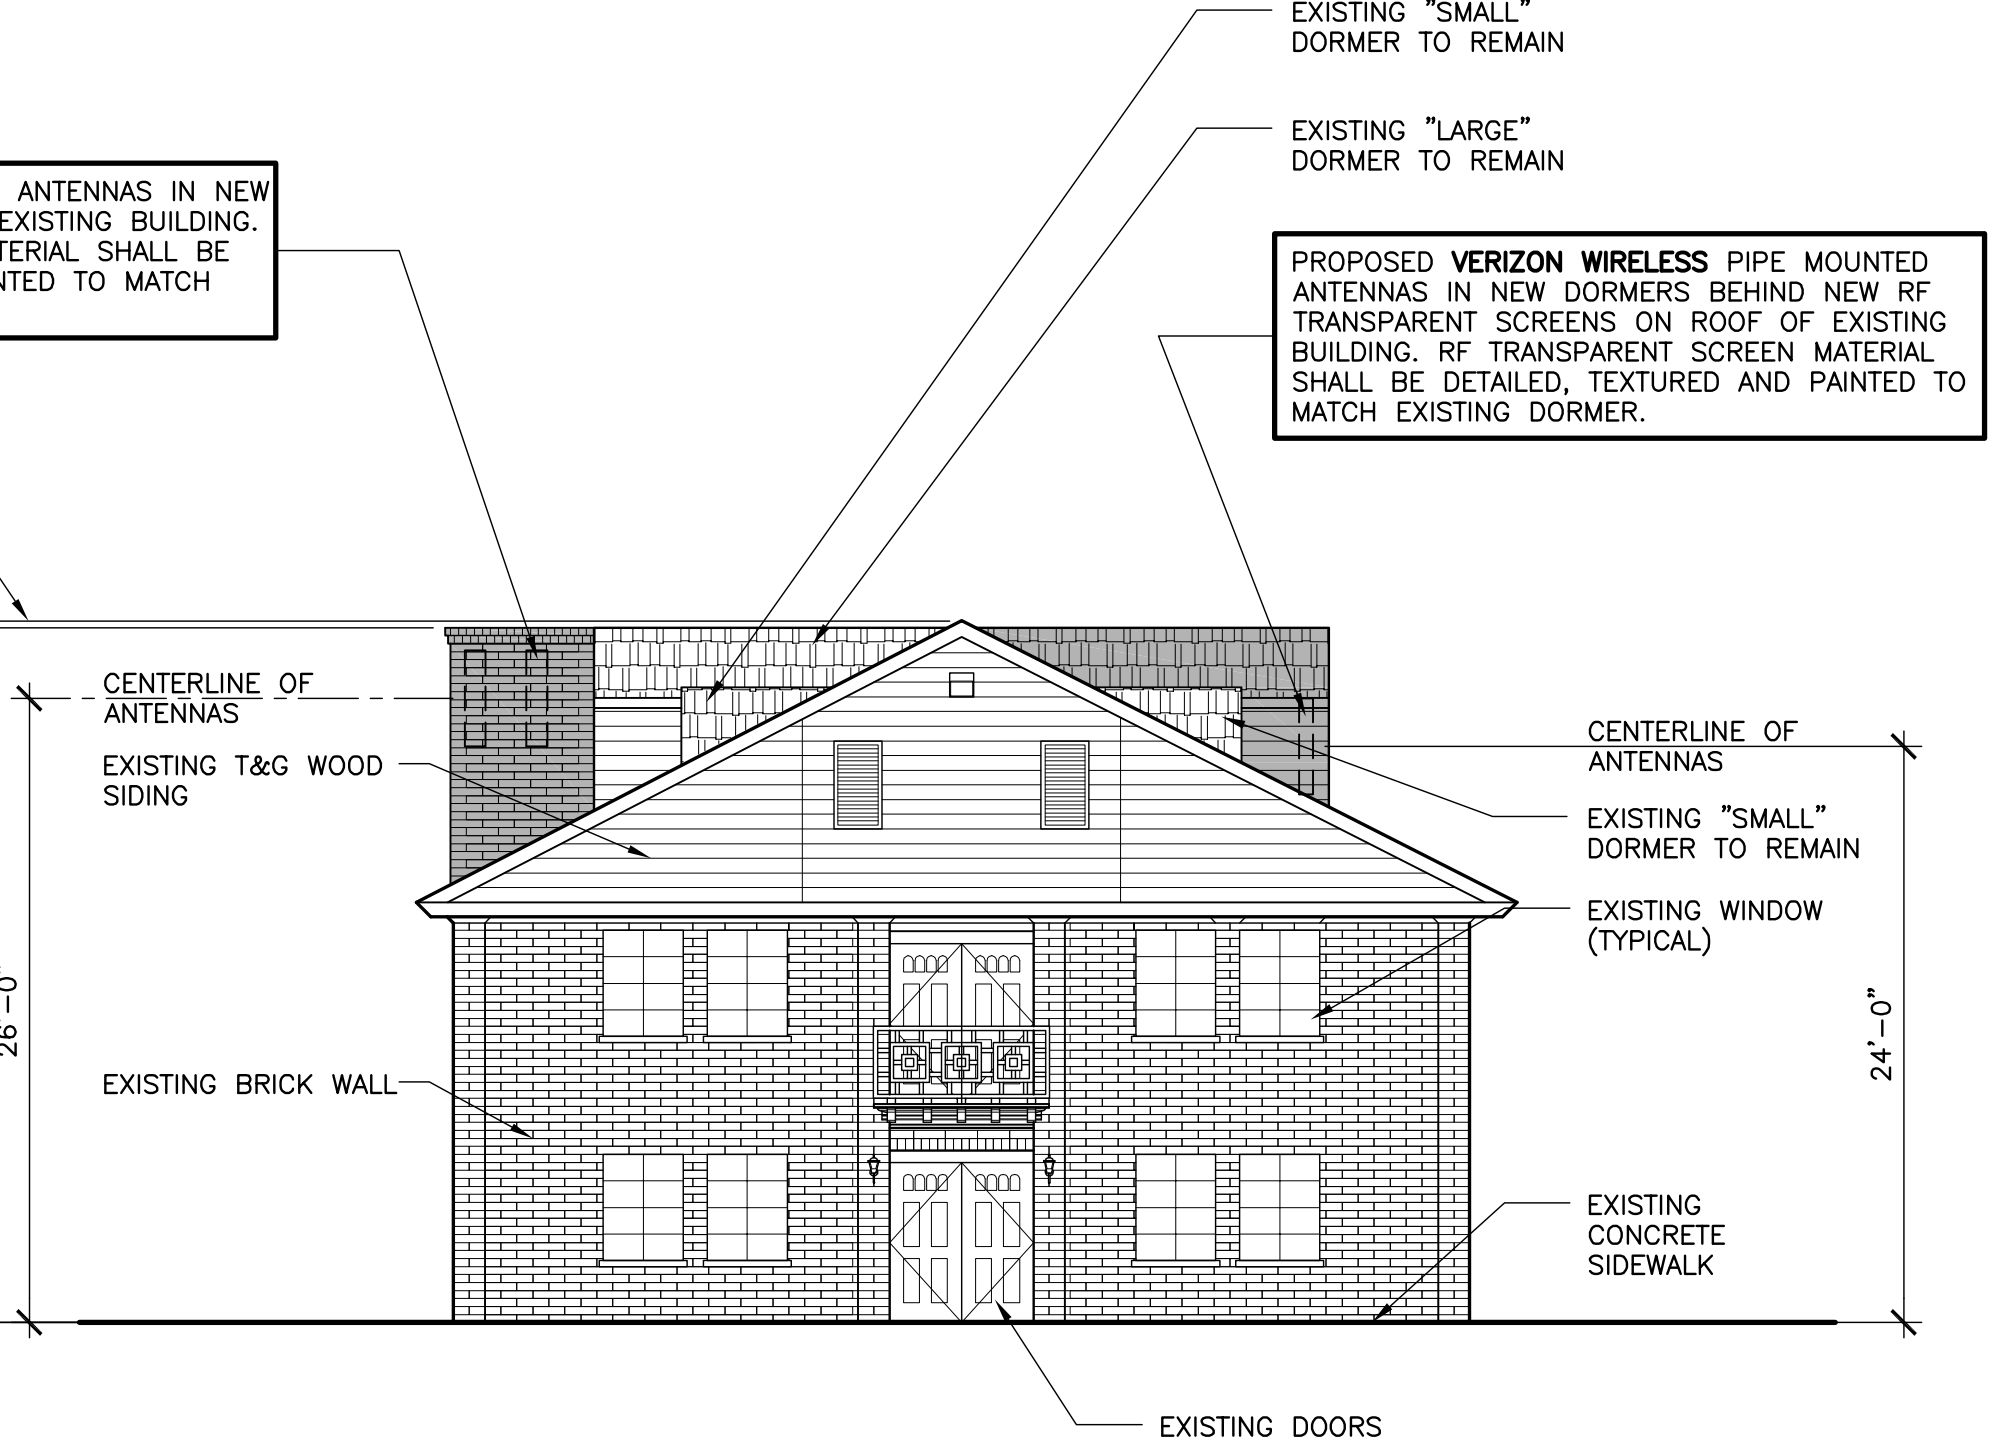 EXISTING "SMALL"
DORMER TO REMAIN
EXISTING "LARGE"
DORMER TO REMAIN
ANTENNAS IN NEW
EXISTING BUILDING.
SHALL BE
TO MATCH
PROPOSED VERIZON WIRELESS PIPE MOUNTED
ANTENNAS IN NEW DORMERS BEHIND NEW RF
TRANSPARENT SCREENS ON ROOF OF EXISTING
BUILDING. RF TRANSPARENT SCREEN MATERIAL
SHALL BE DETAILED, TEXTURED AND PAINTED TO
MATCH EXISTING DORMER.
CENTERLINE OF
ANTENNAS
EXISTING T&G WOOD
SIDING
26'-0"
EXISTING BRICK WALL
CENTERLINE OF
ANTENNAS
EXISTING "SMALL"
DORMER TO REMAIN
EXISTING WINDOW
(TYPICAL)
24'-0"
EXISTING
CONCRETE
SIDEWALK
EXISTING DOORS